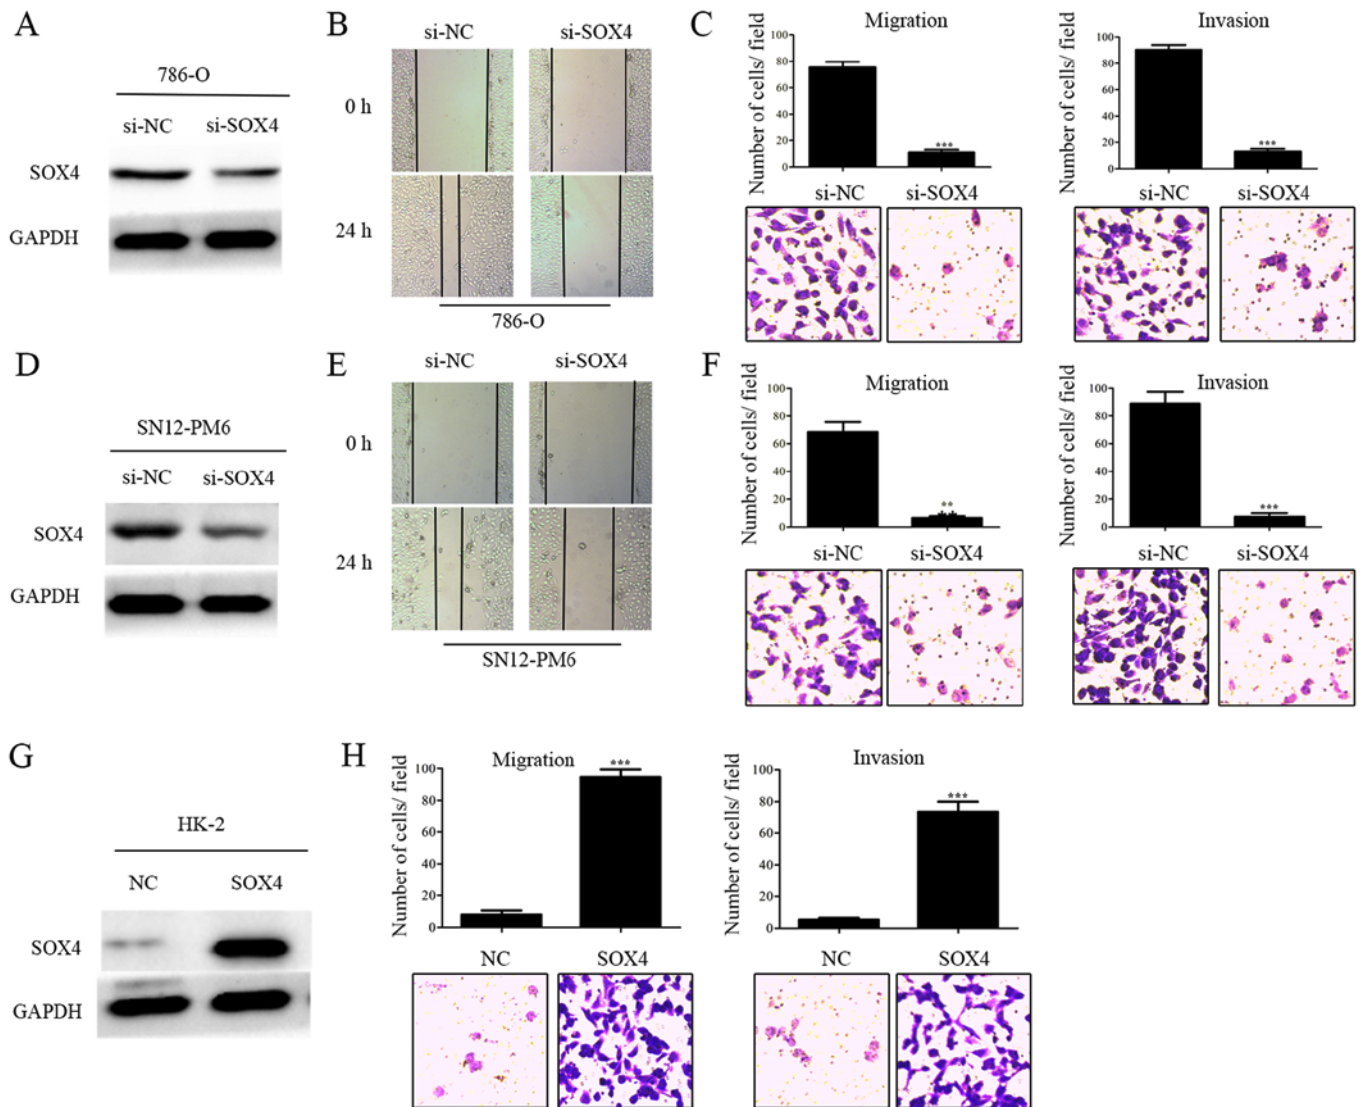 A
786-O
si-NC si-SOX4
SOX4
GAPDH
B
si-NC si-SOX4
0 h
24 h
786-O
C
Migration
Number of cells/ field
100
80
60
40
20
0
***
si-NC si-SOX4
Invasion
Number of cells/ field
100
80
60
40
20
0
***
si-NC si-SOX4
D
SN12-PM6
si-NC si-SOX4
SOX4
GAPDH
E
si-NC si-SOX4
0 h
24 h
SN12-PM6
F
Migration
Number of cells/ field
100
80
60
40
20
0
**
si-NC si-SOX4
Invasion
Number of cells/ field
100
80
60
40
20
0
***
si-NC si-SOX4
G
HK-2
NC SOX4
SOX4
GAPDH
H
Migration
Number of cells/ field
100
80
60
40
20
0
***
NC SOX4
Invasion
Number of cells/ field
100
80
60
40
20
0
***
NC SOX4